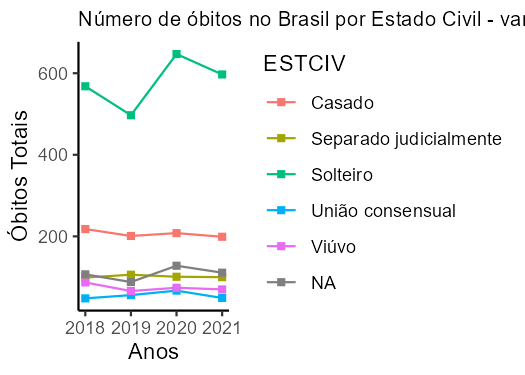 Número de óbitos no Brasil por Estado Civil - var
ESTCIV
Casado
Separado judicialmente
Solteiro
União consensual
Viúvo
NA
Óbitos Totais
600
400
200
2018 2019 2020 2021
Anos